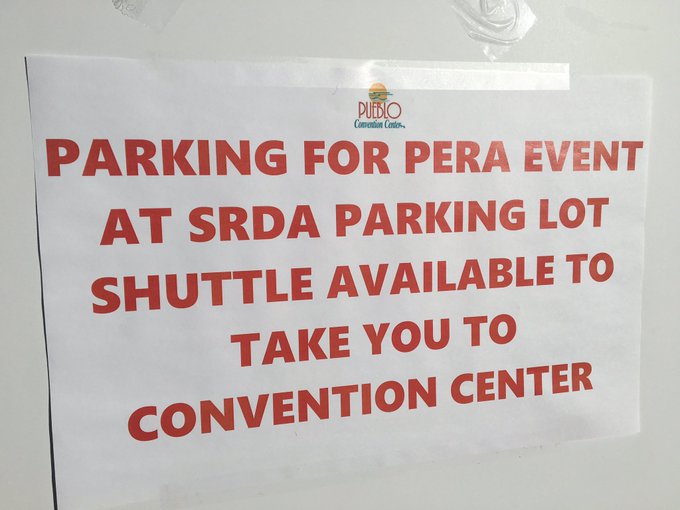 PUEBLO
Convention Center
PARKING FOR PERA EVENT
AT SRDA PARKING LOT
SHUTTLE AVAILABLE TO
TAKE YOU TO
CONVENTION CENTER